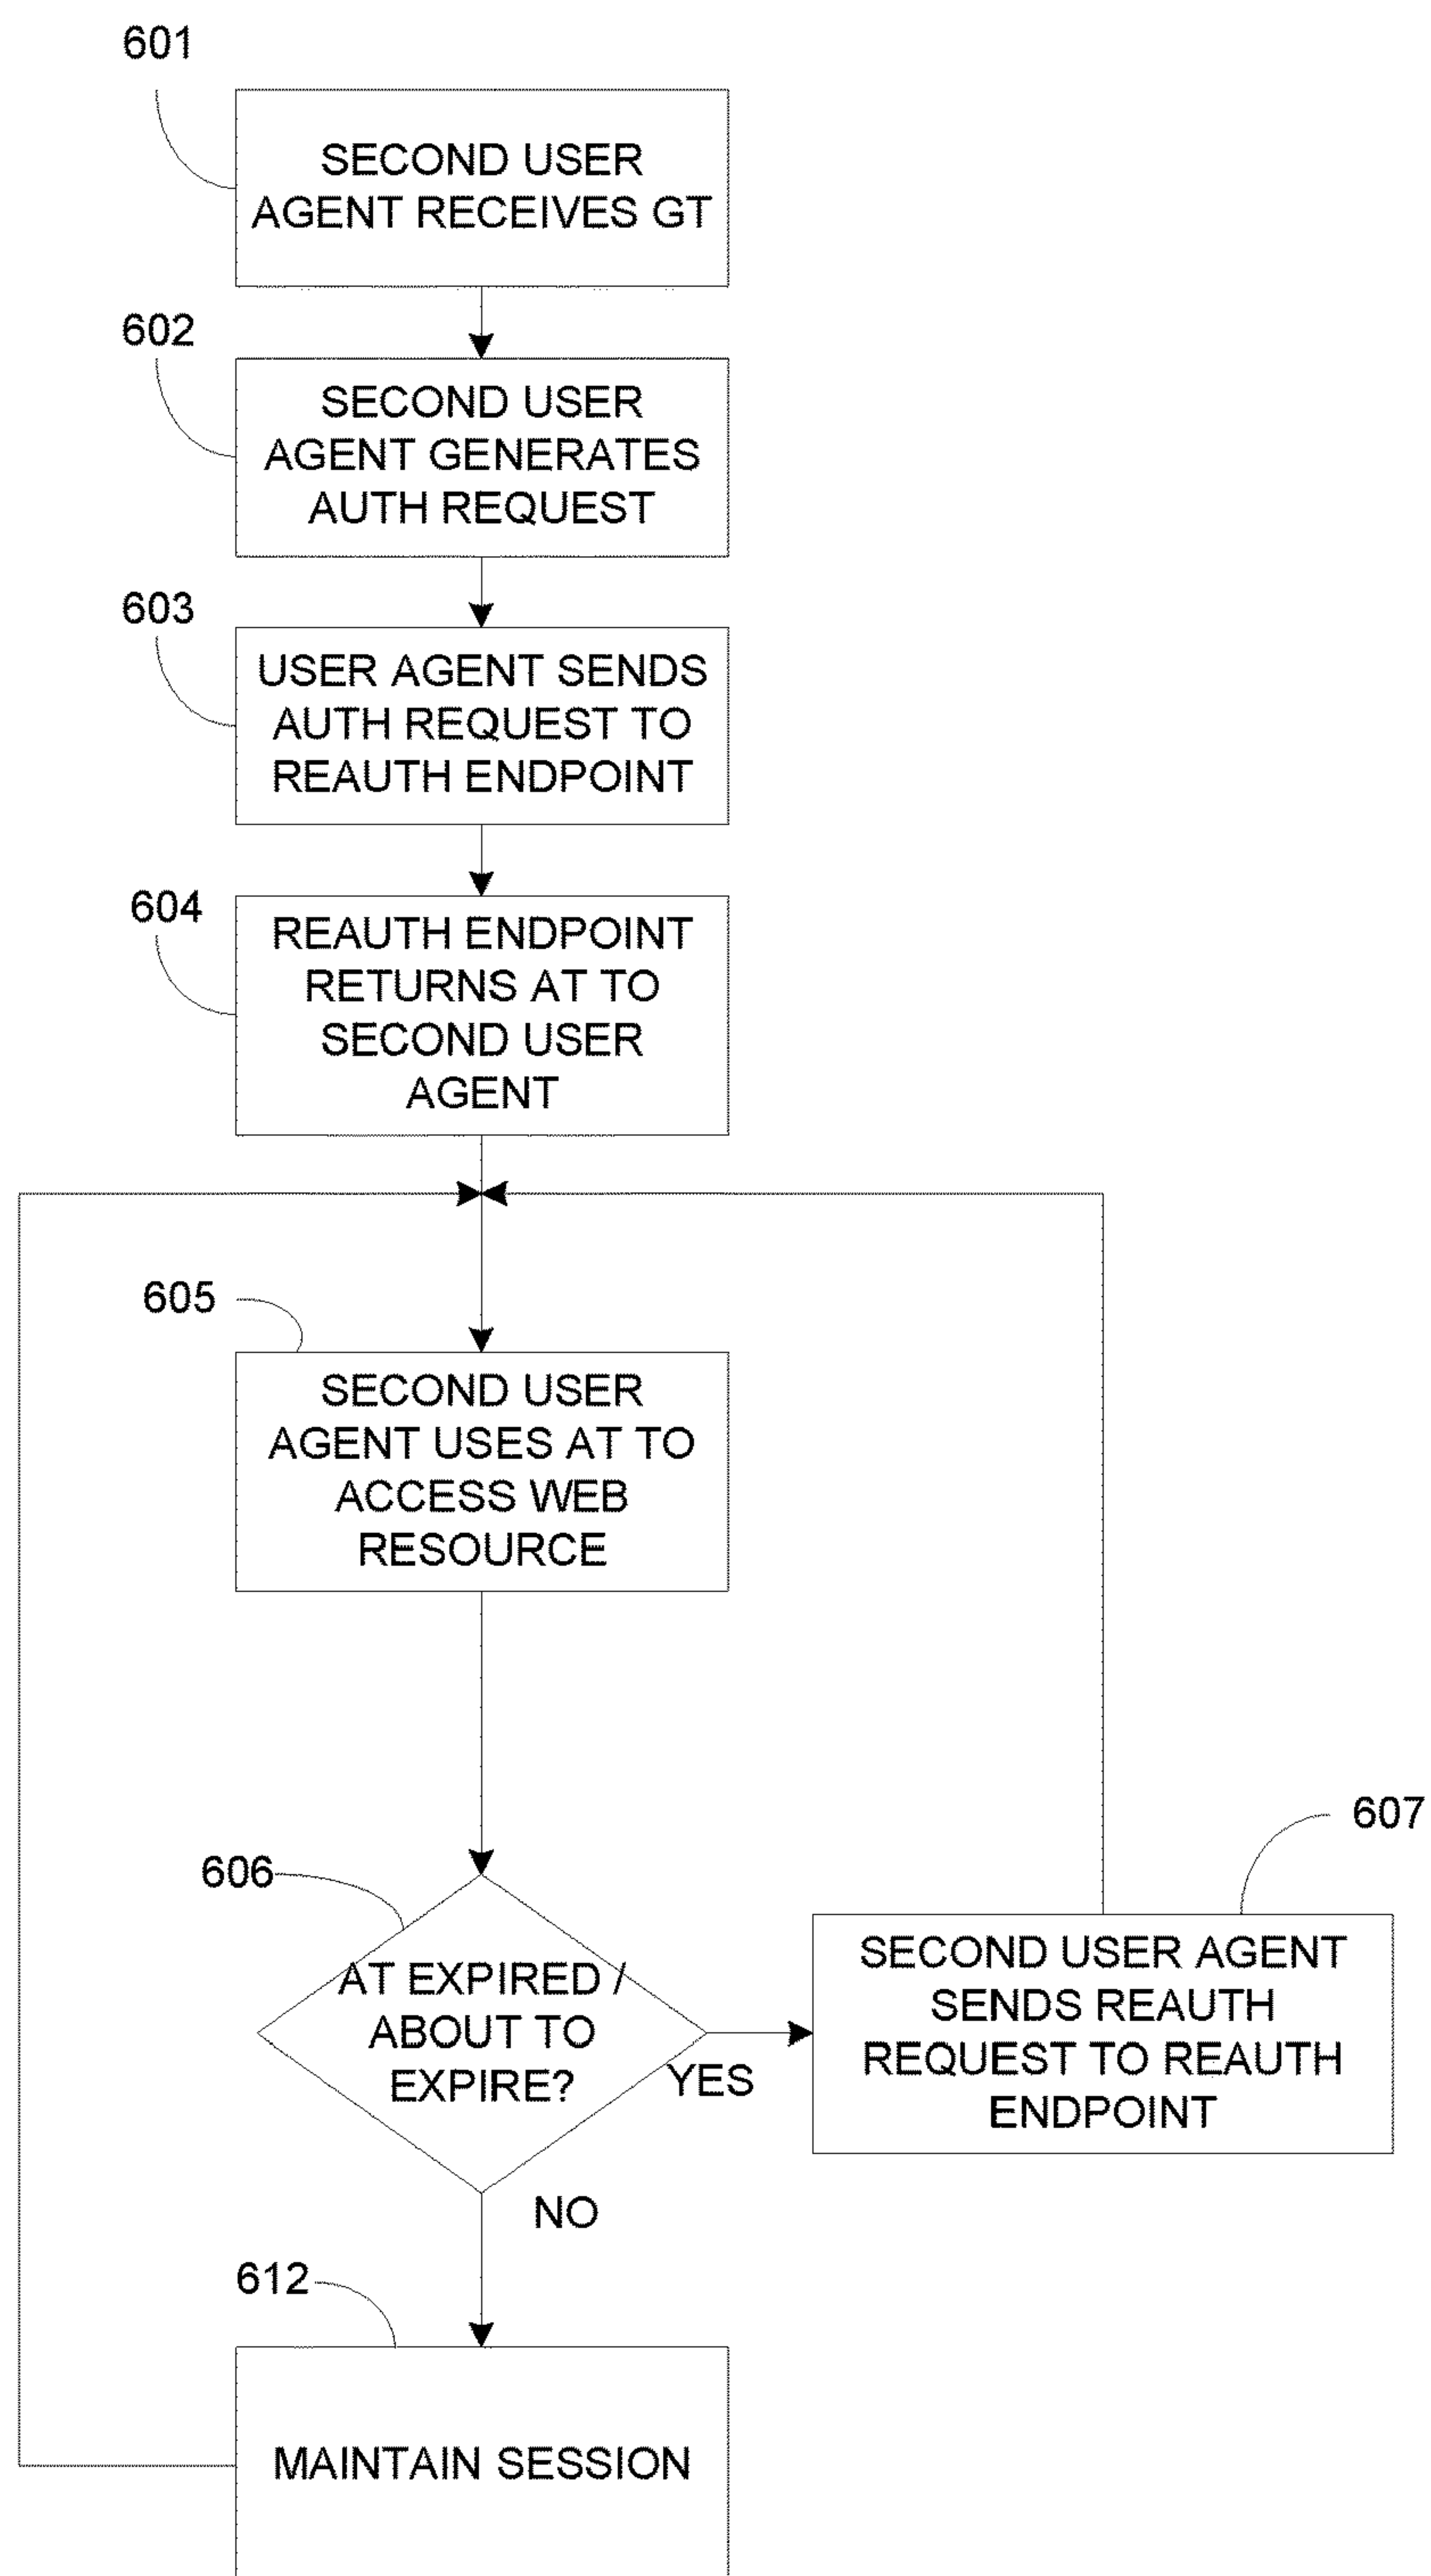 601
SECOND USER
AGENT RECEIVES GT
602
SECOND USER
AGENT GENERATES
AUTH REQUEST
603
USER AGENT SENDS
AUTH REQUEST TO
REAUTH ENDPOINT
604
REAUTH ENDPOINT
RETURNS AT TO
SECOND USER
AGENT
605
SECOND USER
AGENT USES AT TO
ACCESS WEB
RESOURCE
606
AT EXPIRED /
ABOUT TO
EXPIRE?
YES
607
SECOND USER AGENT
SENDS REAUTH
REQUEST TO REAUTH
ENDPOINT
NO
612
MAINTAIN SESSION